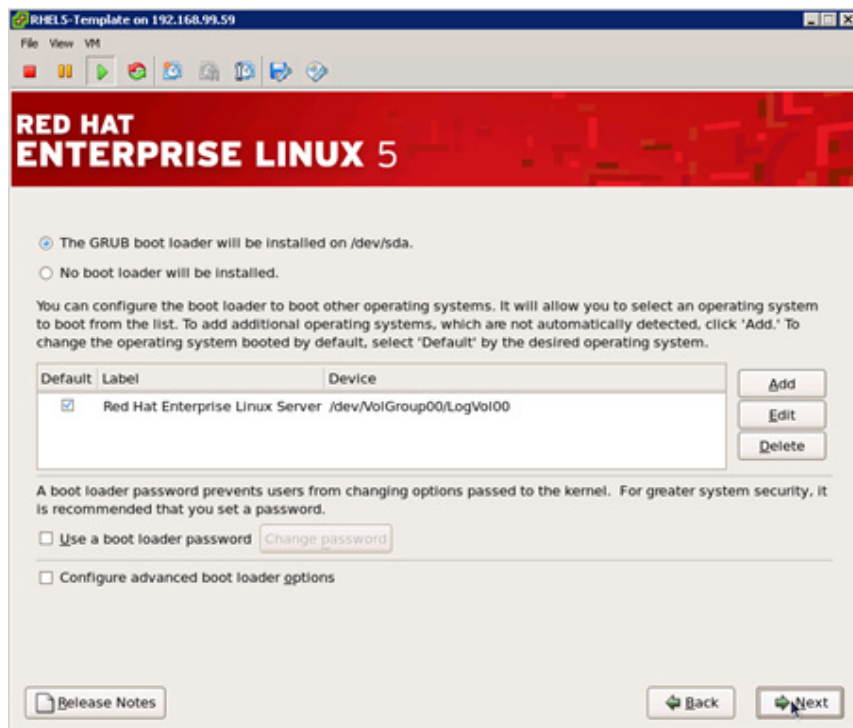 RHEL5-Template on 192.168.99.59
File View VM
RED HAT
ENTERPRISE LINUX 5
The GRUB boot loader will be installed on /dev/sda.
No boot loader will be installed.
You can configure the boot loader to boot other operating systems. It will allow you to select an operating system
to boot from the list. To add additional operating systems, which are not automatically detected, click 'Add.' To
change the operating system booted by default, select 'Default' by the desired operating system.
Default Label Device
Red Hat Enterprise Linux Server /dev/VolGroup00/LogVol00
Add
Edit
Delete
A boot loader password prevents users from changing options passed to the kernel. For greater system security, it
is recommended that you set a password.
Use a boot loader password Change password
Configure advanced boot loader options
Release Notes Back Next